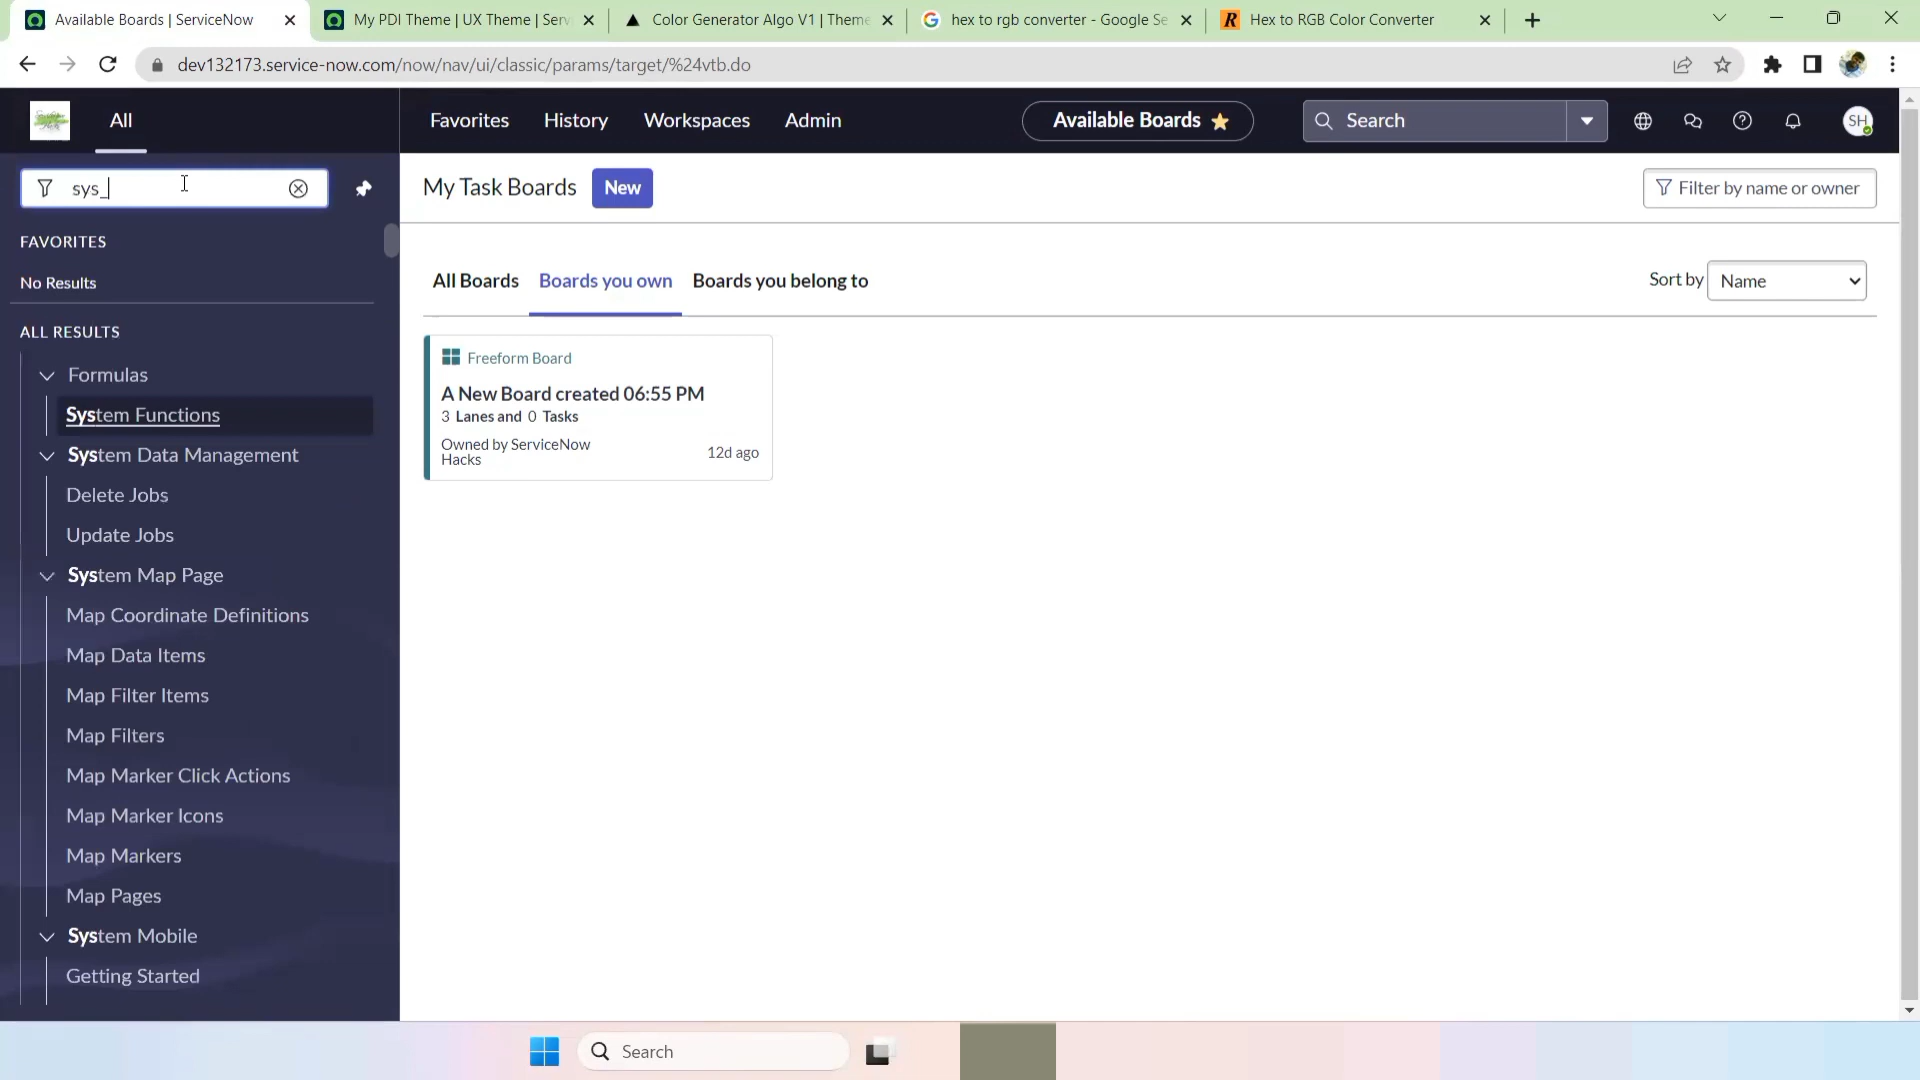 Available Boards | ServiceNow
My PDI Theme | UX Theme | Serv
Color Generator Algo V1 | Theme
hex to rgb converter - Google Se
Hex to RGB Color Converter
dev132173.service-now.com/now/nav/ui/classic/params/target/%24vtb.do
All
Favorites
History
Workspaces
Admin
Available Boards
Search
SH
sys_
My Task Boards
New
Filter by name or owner
FAVORITES
No Results
All Boards
Boards you own
Boards you belong to
Sort by
Name
ALL RESULTS
Formulas
System Functions
System Data Management
Delete Jobs
Update Jobs
System Map Page
Map Coordinate Definitions
Map Data Items
Map Filter Items
Map Filters
Map Marker Click Actions
Map Marker Icons
Map Markers
Map Pages
System Mobile
Getting Started
Freeform Board
A New Board created 06:55 PM
3 Lanes and 0 Tasks
Owned by ServiceNow
Hacks
12d ago
Search